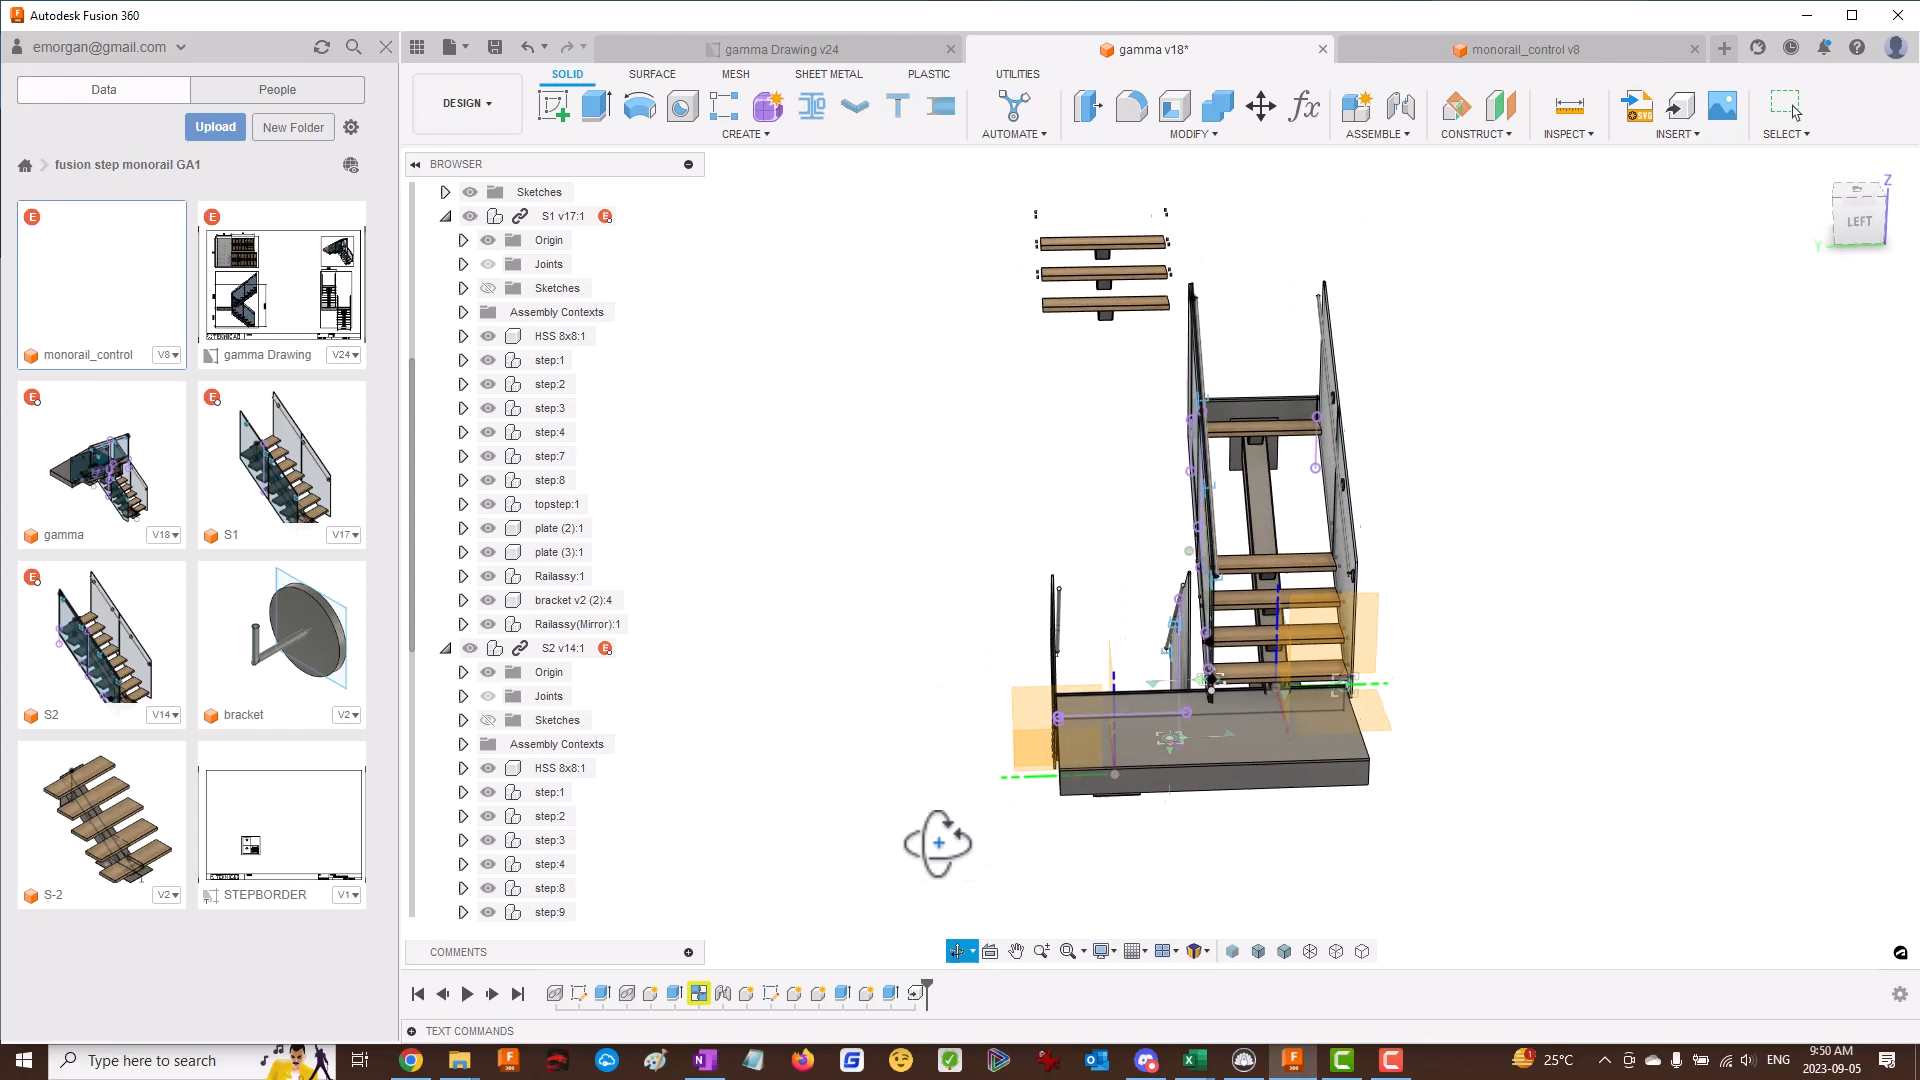 Autodesk Fusion 360
emorgan@gmail.com
gamma Drawing v24
gamma v18*
monorail_control v8
Data
People
Upload
New Folder
fusion step monorail GA1
SOLID
SURFACE
MESH
SHEET METAL
PLASTIC
UTILITIES
DESIGN
CREATE
AUTOMATE
MODIFY
ASSEMBLE
CONSTRUCT
INSPECT
INSERT
SELECT
BROWSER
Sketches
S1 v17:1
Origin
Joints
Sketches
Assembly Contexts
HSS 8x8:1
step:1
step:2
step:3
step:4
step:7
step:8
topstep:1
plate (2):1
plate (3):1
Railassy:1
bracket v2 (2):4
Railassy(Mirror):1
S2 v14:1
Origin
Joints
Sketches
Assembly Contexts
HSS 8x8:1
step:1
step:2
step:3
step:4
step:8
step:9
monorail_control
V8
gamma Drawing
V24
gamma
V18
S1
V17
S2
V14
bracket
V2
S-2
V2
STEPBORDER
V1
Z
LEFT
Y
COMMENTS
TEXT COMMANDS
Type here to search
25°C
ENG
9:50 AM
2023-09-05